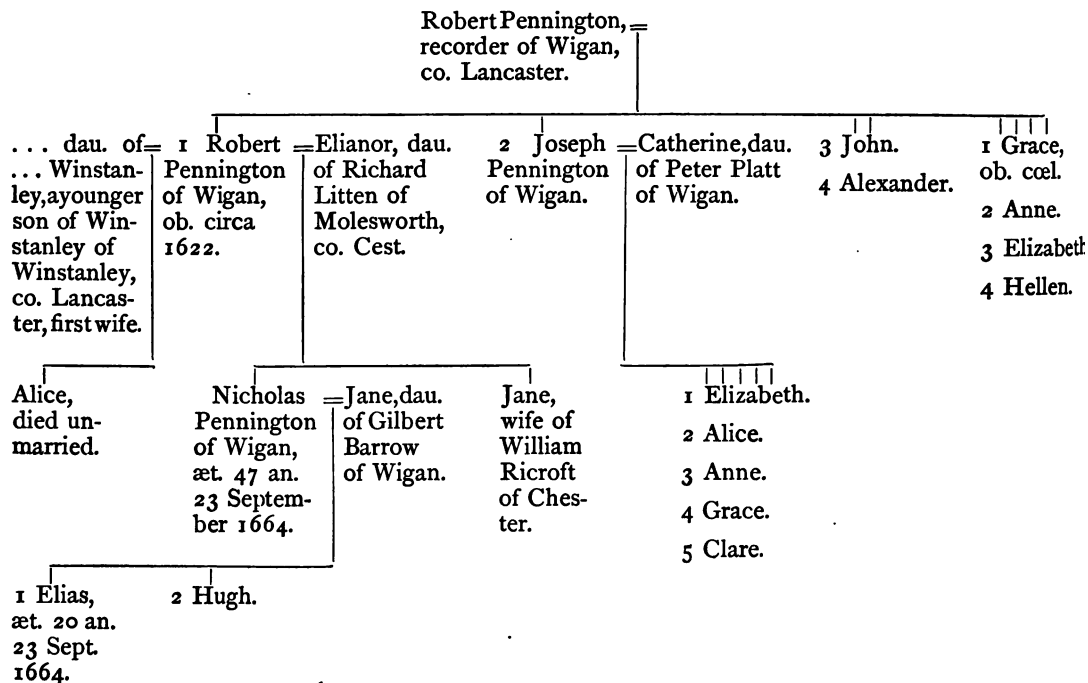 Robert Pennington,
recorder of Wigan,
co. Lancaster.
... dau. of
... Winstan-
ley, a younger
son of Win-
stanley of
Winstanley,
co. Lancas-
ter, first wife.
1 Robert
Pennington
of Wigan,
ob. circa
1622.
Elianor, dau.
of Richard
Litten of
Molesworth,
co. Cest.
2 Joseph
Pennington
of Wigan.
Catherine, dau.
of Peter Platt
of Wigan.
3 John.
4 Alexander.
1 Grace,
ob. cœl.
2 Anne.
3 Elizabeth
4 Hellen.
Alice,
died un-
married.
Nicholas
Pennington
of Wigan,
æt. 47 an.
23 Septem-
ber 1664.
Jane, dau.
of Gilbert
Barrow
of Wigan.
Jane,
wife of
William
Ricroft
of Ches-
ter.
1 Elizabeth.
2 Alice.
3 Anne.
4 Grace.
5 Clare.
1 Elias,
æt. 20 an.
23 Sept.
1664.
2 Hugh.